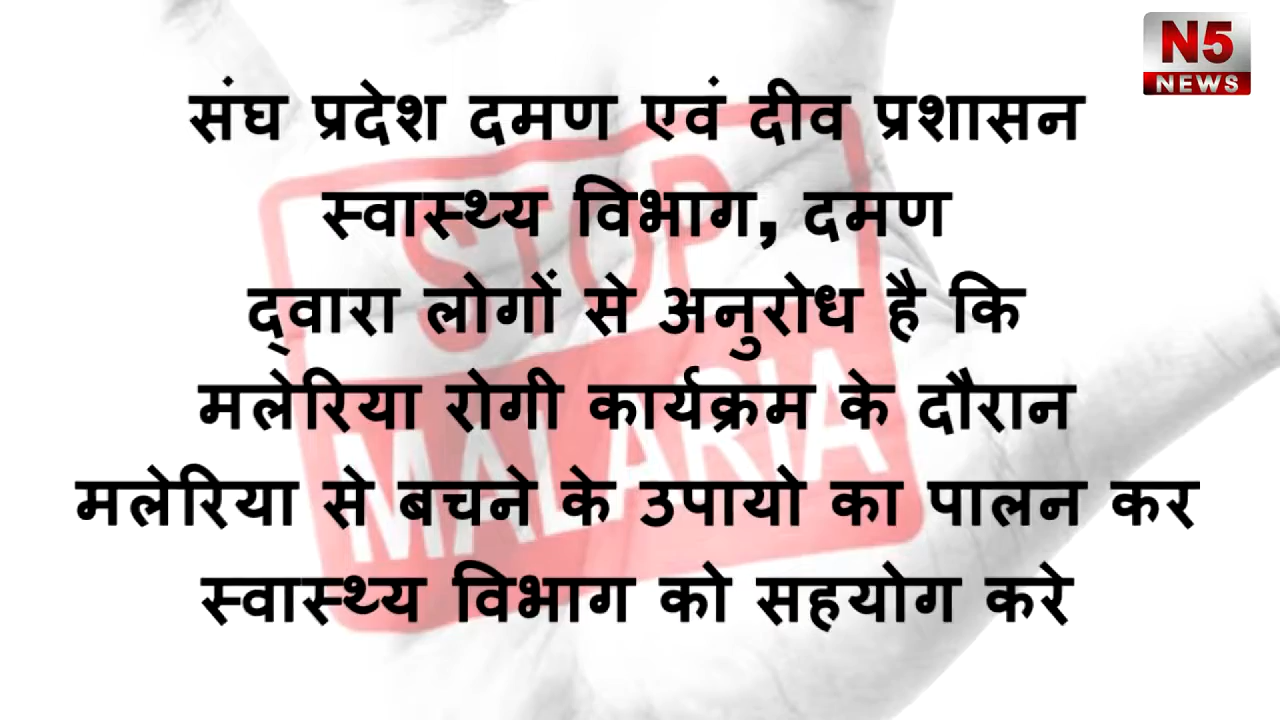 N5
NEWS
संघ प्रदेश दमण एवं दीव प्रशासन
स्वास्थ्य विभाग, दमण
द्वारा लोगों से अनुरोध है कि
मलेरिया रोगी कार्यक्रम के दौरान
मलेरिया से बचने के उपायो का पालन कर
स्वास्थ्य विभाग को सहयोग करे
STOP
MALARIA